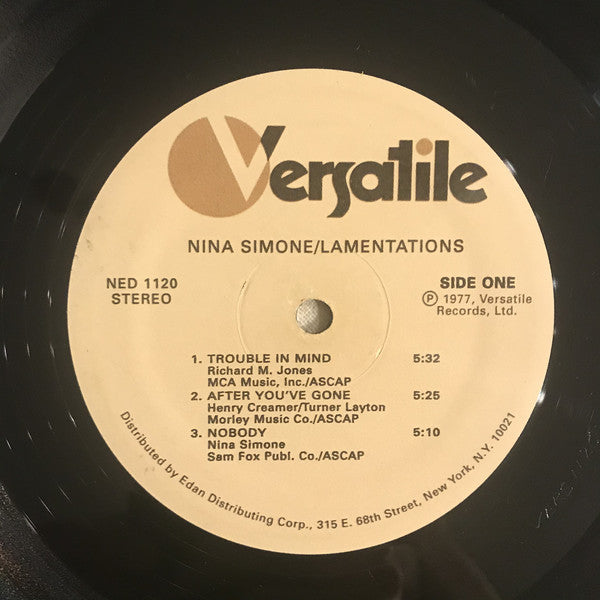 Versatile
NINA SIMONE/LAMENTATIONS
NED 1120
STEREO
SIDE ONE
Ⓟ 1977, Versatile
Records, Ltd.
1. TROUBLE IN MIND 5:32
Richard M. Jones
MCA Music, Inc./ASCAP
2. AFTER YOU'VE GONE 5:25
Henry Creamer/Turner Layton
Morley Music Co./ASCAP
3. NOBODY 5:10
Nina Simone
Sam Fox Publ. Co./ASCAP
Distributed by Edan Distributing Corp., 315 E. 68th Street, New York, N.Y. 10021